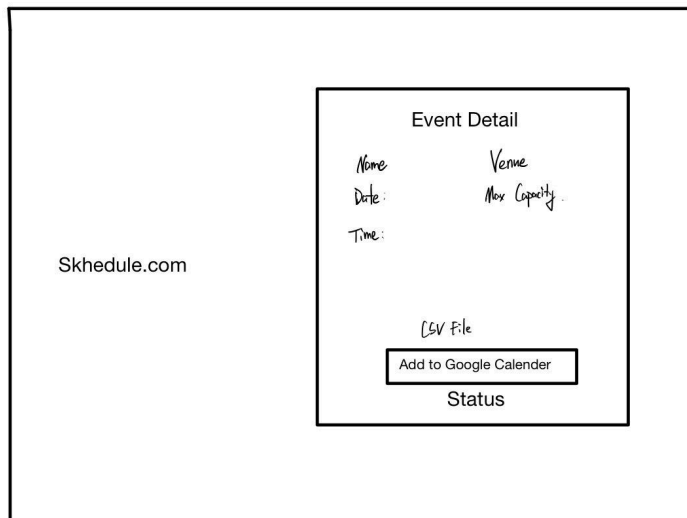 Event Detail
Name Venue
Date: Max Capacity.
Time:
Skhedule.com
CSV File
Add to Google Calender
Status